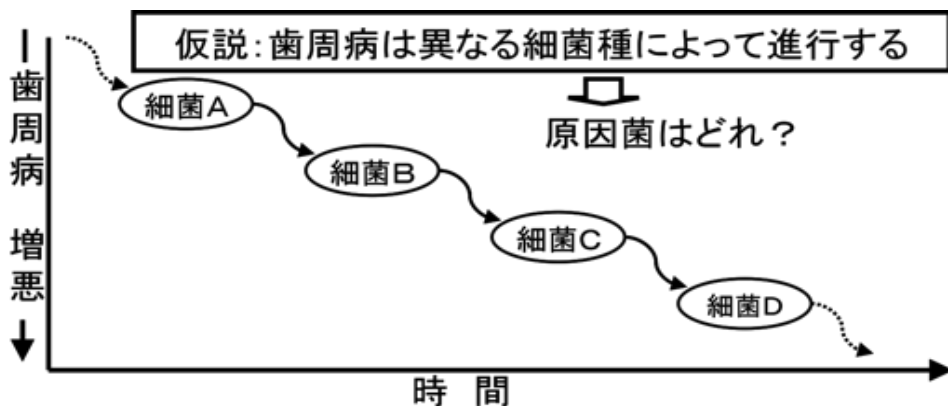 仮説:歯周病は異なる細菌種によって進行する
原因菌はどれ?
歯周病 増悪
細菌A
細菌B
細菌C
細菌D
時 間